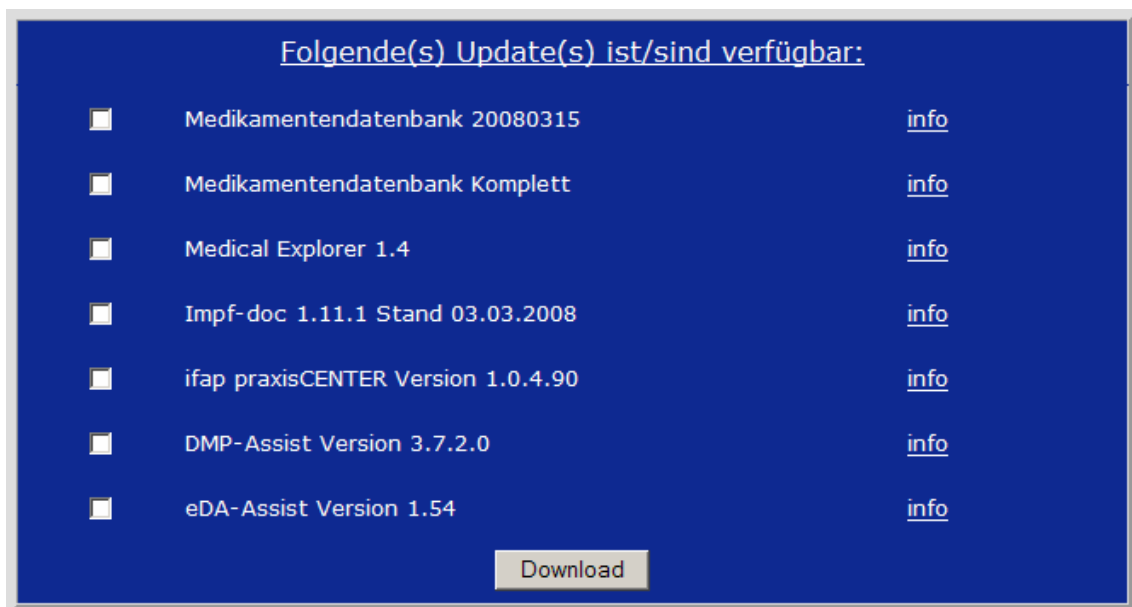 Folgende(s) Update(s) ist/sind verfügbar:
Medikamentendatenbank 20080315 info
Medikamentendatenbank Komplett info
Medical Explorer 1.4 info
Impf-doc 1.11.1 Stand 03.03.2008 info
ifap praxisCENTER Version 1.0.4.90 info
DMP-Assist Version 3.7.2.0 info
eDA-Assist Version 1.54 info
Download